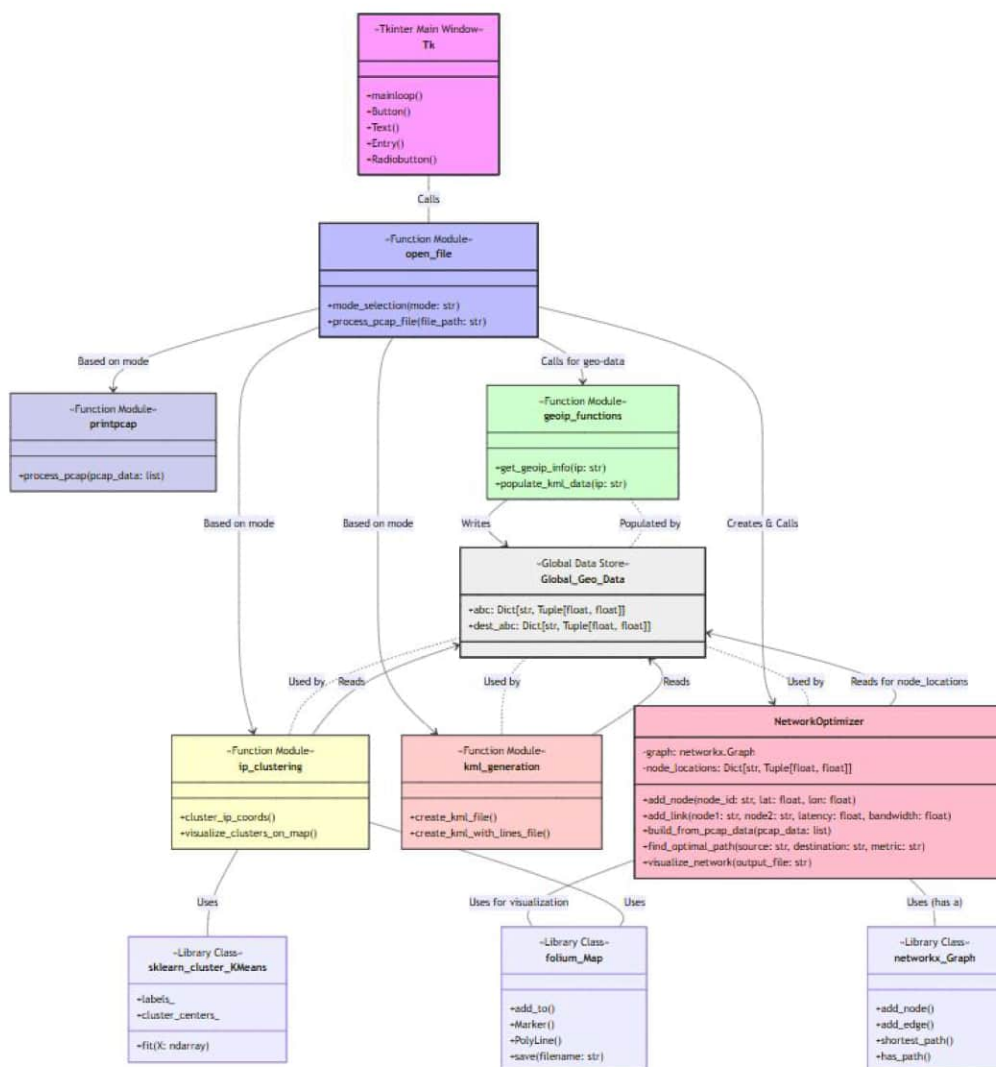 «Tkinter Main Window»
Tk
+mainloop()
+Button()
+Text()
+Entry()
+Radiobutton()
Calls
«Function Module»
open_file
+mode_selection(mode: str)
+process_pcap_file(file_path: str)
Based on mode
Calls for geo-data
«Function Module»
printpcap
+process_pcap(pcap_data: list)
«Function Module»
geoip_functions
+get_geoip_info(ip: str)
+populate_kml_data(ip: str)
Based on mode
Based on mode
Writes
Populated by
Creates & Calls
«Global Data Store»
Global_Geo_Data
+abc: Dict[str, Tuple[float, float]]
+dest_abc: Dict[str, Tuple[float, float]]
Used by
Reads
Used by
Reads
Used by
Reads for node_locations
«Function Module»
ip_clustering
+cluster_ip_coords()
+visualize_clusters_on_map()
«Function Module»
kml_generation
+create_kml_file()
+create_kml_with_lines_file()
NetworkOptimizer
-graph: networkx.Graph
-node_locations: Dict[str, Tuple[float, float]]
+add_node(node_id: str, lat: float, lon: float)
+add_link(node1: str, node2: str, latency: float, bandwidth: float)
+build_from_pcap_data(pcap_data: list)
+find_optimal_path(source: str, destination: str, metric: str)
+visualize_network(output_file: str)
Uses
Uses for visualization
Uses
Uses (has a)
«Library Class»
sklearn_cluster_KMeans
+labels_
+cluster_centers_
+fit(X: ndarray)
«Library Class»
folium_Map
+add_to()
+Marker()
+PolyLine()
+save(filename: str)
«Library Class»
networkx_Graph
+add_node()
+add_edge()
+shortest_path()
+has_path()